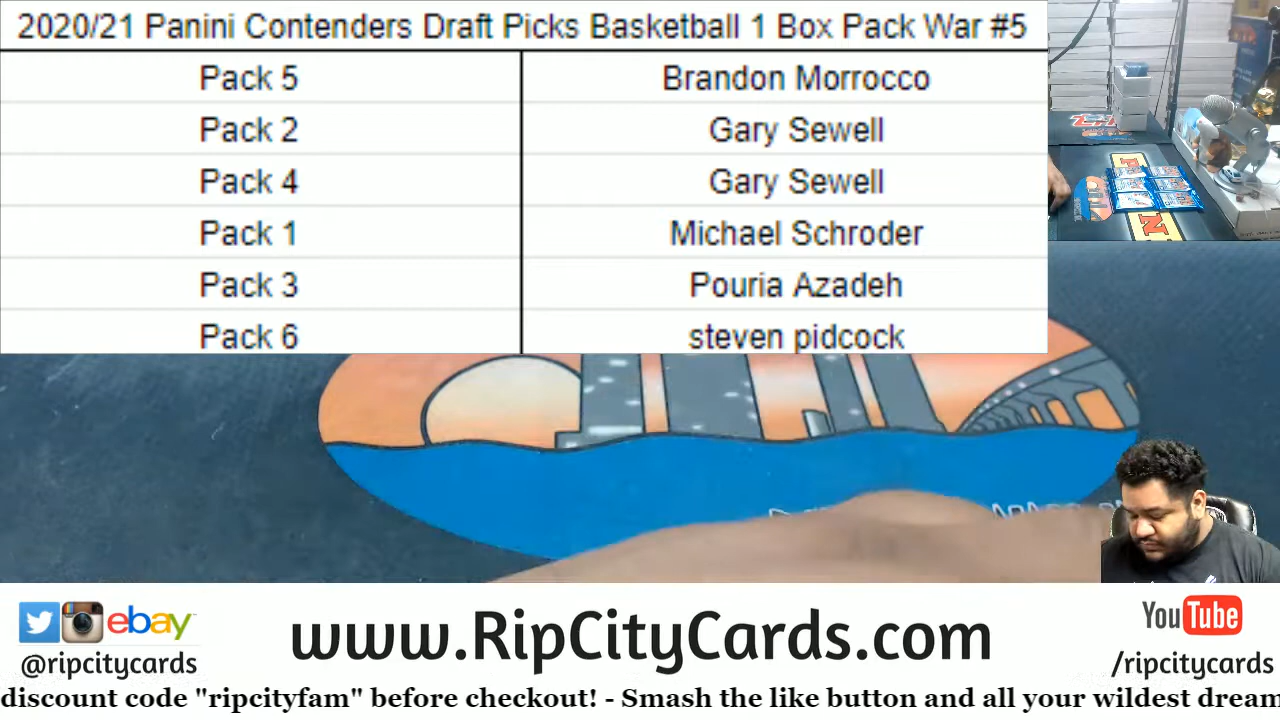 2020/21 Panini Contenders Draft Picks Basketball 1 Box Pack War #5
Pack 5 Brandon Morrocco
Pack 2 Gary Sewell
Pack 4 Gary Sewell
Pack 1 Michael Schroder
Pack 3 Pouria Azadeh
Pack 6 steven pidcock
ebay
@ripcitycards
www.RipCityCards.com
YouTube
/ripcitycards
discount code "ripcityfam" before checkout! - Smash the like button and all your wildest dream